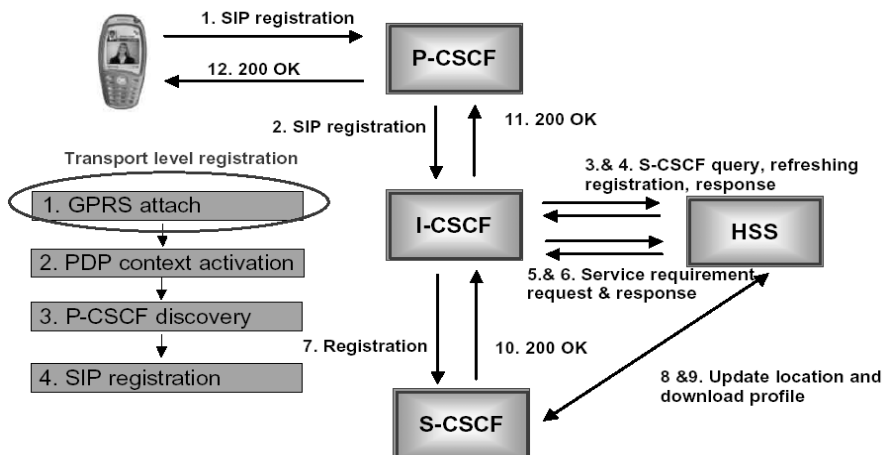 1. SIP registration
P-CSCF
12. 200 OK
2. SIP registration
11. 200 OK
Transport level registration
3.& 4. S-CSCF query, refreshing
registration, response
1. GPRS attach
I-CSCF
HSS
2. PDP context activation
5.& 6. Service requirement
request & response
3. P-CSCF discovery
7. Registration
10. 200 OK
4. SIP registration
8 &9. Update location and
download profile
S-CSCF